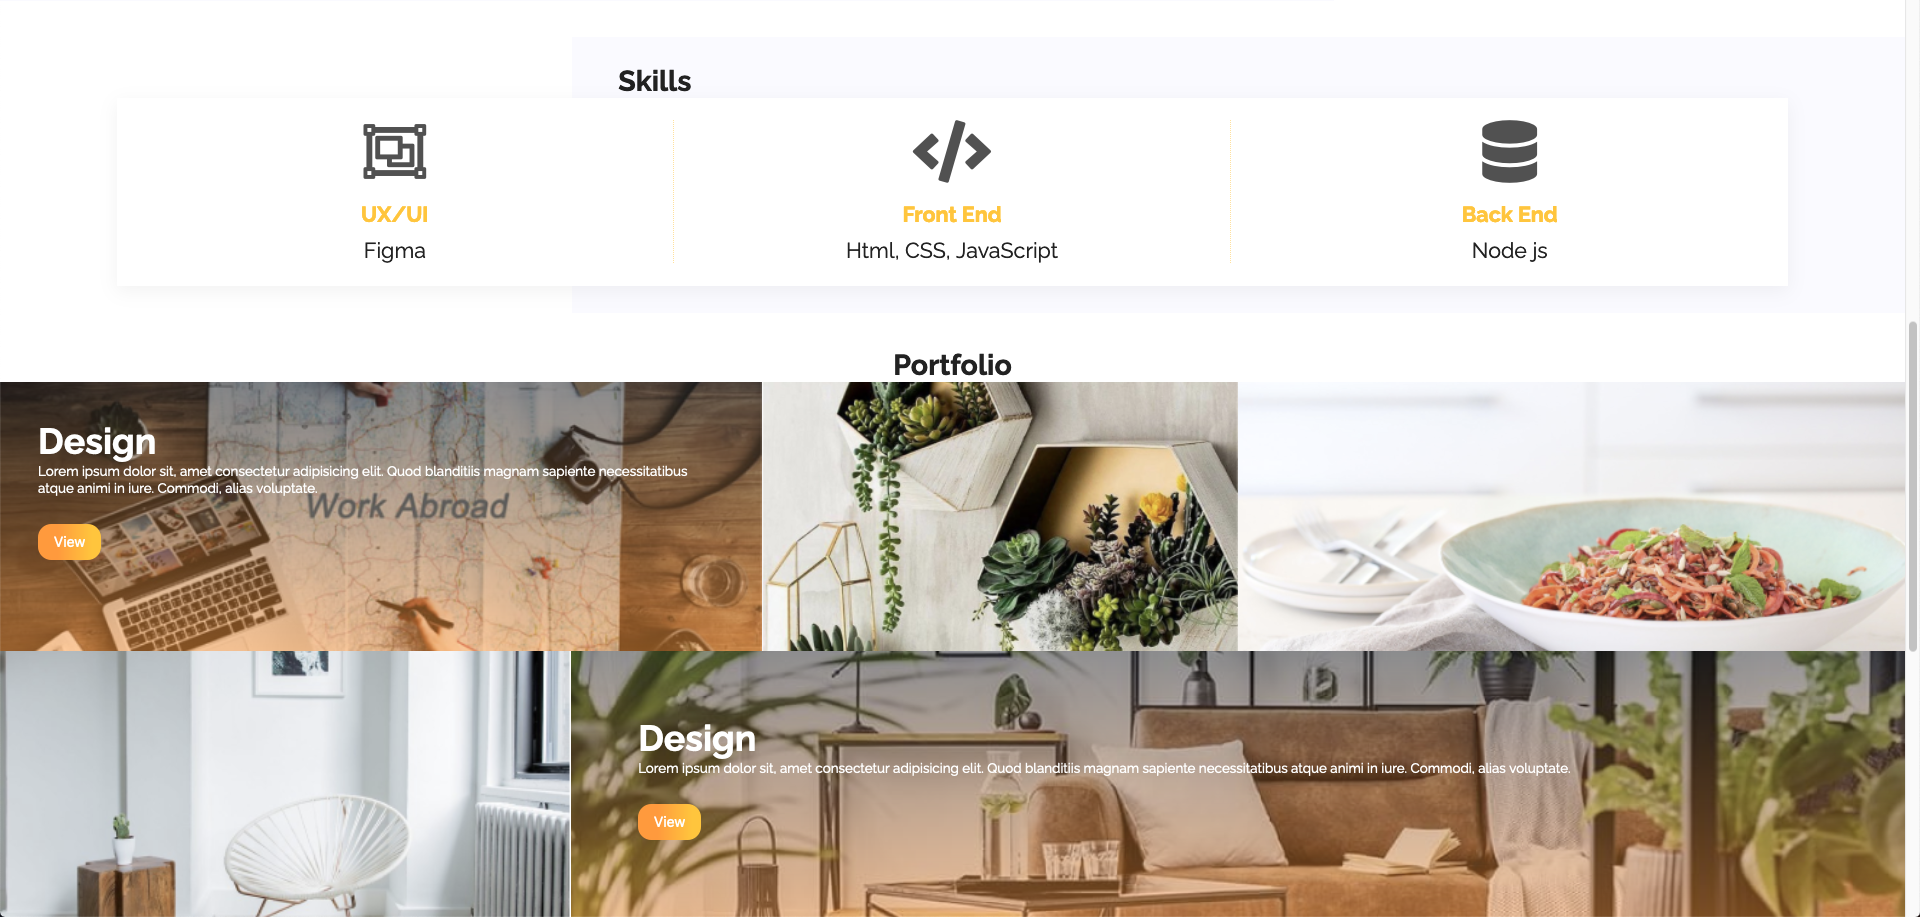 Skills
UX/UI
Figma
Front End
Html, CSS, JavaScript
Back End
Node js
Portfolio
Design
Lorem ipsum dolor sit, amet consectetur adipisicing elit. Quod blanditiis magnam sapiente necessitatibus
atque animi in iure. Commodi, alias voluptate.
Work Abroad
View
Design
Lorem ipsum dolor sit, amet consectetur adipisicing elit. Quod blanditiis magnam sapiente necessitatibus atque animi in iure. Commodi, alias voluptate.
View